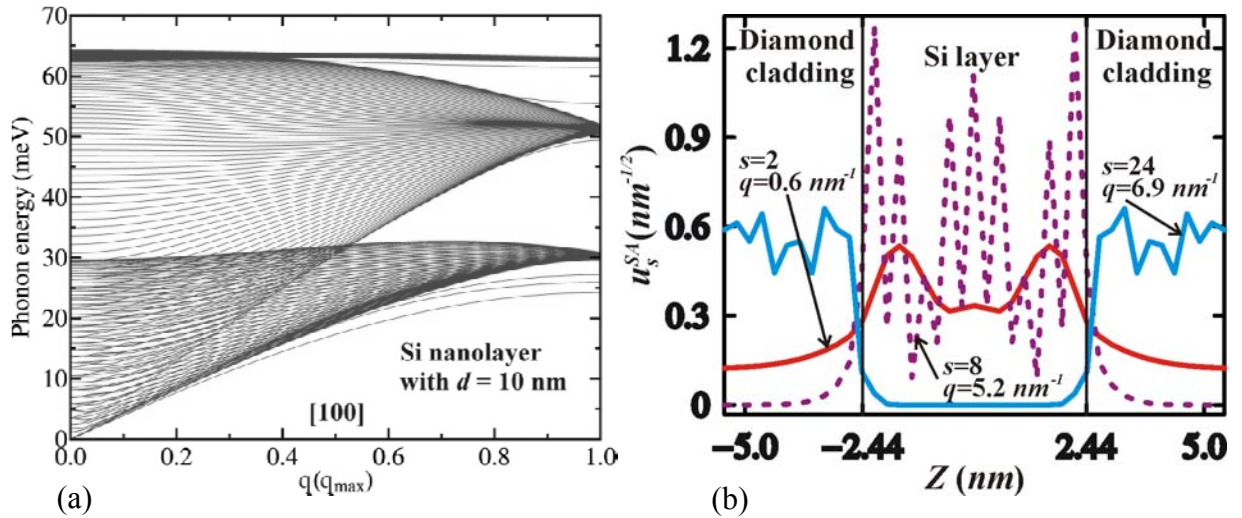 Phonon energy (meV)
70
60
50
40
30
20
10
0
Si nanolayer
with d = 10 nm
[100]
0.0 0.2 0.4 0.6 0.8 1.0
q(q_max)
(a)
u_s^SA (nm^-1/2)
1.2
0.9
0.6
0.3
0
Diamond
cladding
Si layer
Diamond
cladding
s=2
q=0.6 nm^-1
s=24
q=6.9 nm^-1
s=8
q=5.2 nm^-1
−5.0 −2.44 2.44 5.0
Z (nm)
(b)